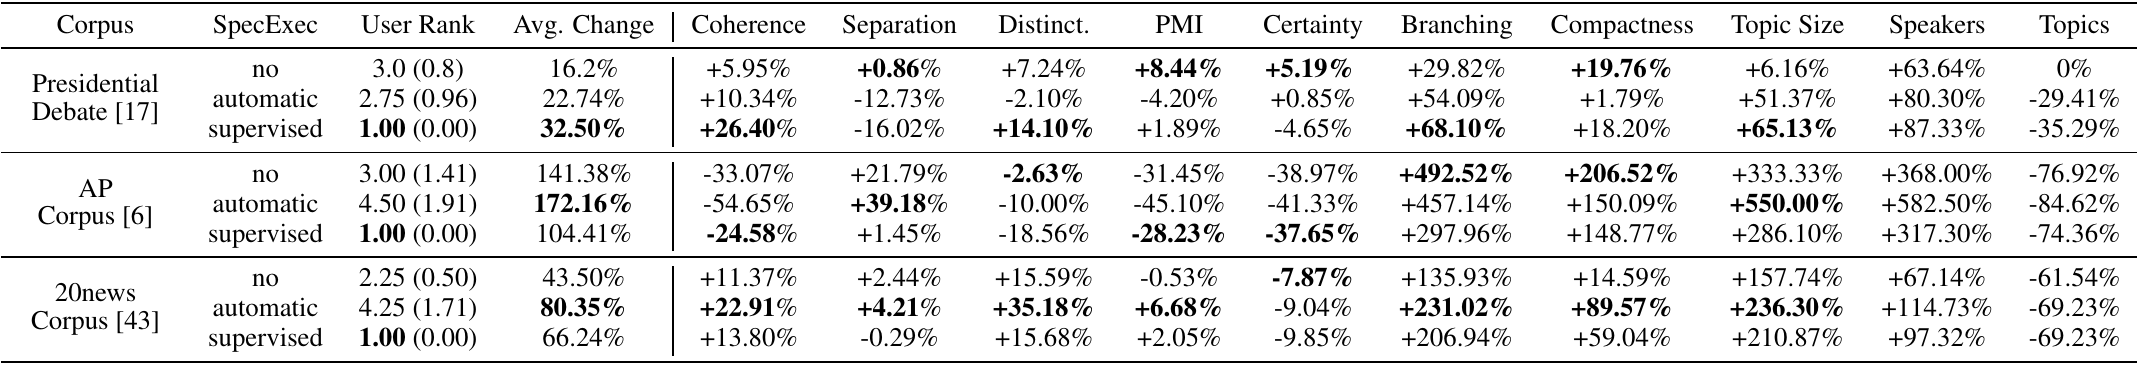 Corpus SpecExec User Rank Avg. Change Coherence Separation Distinct. PMI Certainty Branching Compactness Topic Size Speakers Topics
Presidential Debate [17]
no 3.0 (0.8) 16.2% +5.95% +0.86% +7.24% +8.44% +5.19% +29.82% +19.76% +6.16% +63.64% 0%
automatic 2.75 (0.96) 22.74% +10.34% -12.73% -2.10% -4.20% +0.85% +54.09% +1.79% +51.37% +80.30% -29.41%
supervised 1.00 (0.00) 32.50% +26.40% -16.02% +14.10% +1.89% -4.65% +68.10% +18.20% +65.13% +87.33% -35.29%
AP Corpus [6]
no 3.00 (1.41) 141.38% -33.07% +21.79% -2.63% -31.45% -38.97% +492.52% +206.52% +333.33% +368.00% -76.92%
automatic 4.50 (1.91) 172.16% -54.65% +39.18% -10.00% -45.10% -41.33% +457.14% +150.09% +550.00% +582.50% -84.62%
supervised 1.00 (0.00) 104.41% -24.58% +1.45% -18.56% -28.23% -37.65% +297.96% +148.77% +286.10% +317.30% -74.36%
20news Corpus [43]
no 2.25 (0.50) 43.50% +11.37% +2.44% +15.59% -0.53% -7.87% +135.93% +14.59% +157.74% +67.14% -61.54%
automatic 4.25 (1.71) 80.35% +22.91% +4.21% +35.18% +6.68% -9.04% +231.02% +89.57% +236.30% +114.73% -69.23%
supervised 1.00 (0.00) 66.24% +13.80% -0.29% +15.68% +2.05% -9.85% +206.94% +59.04% +210.87% +97.32% -69.23%